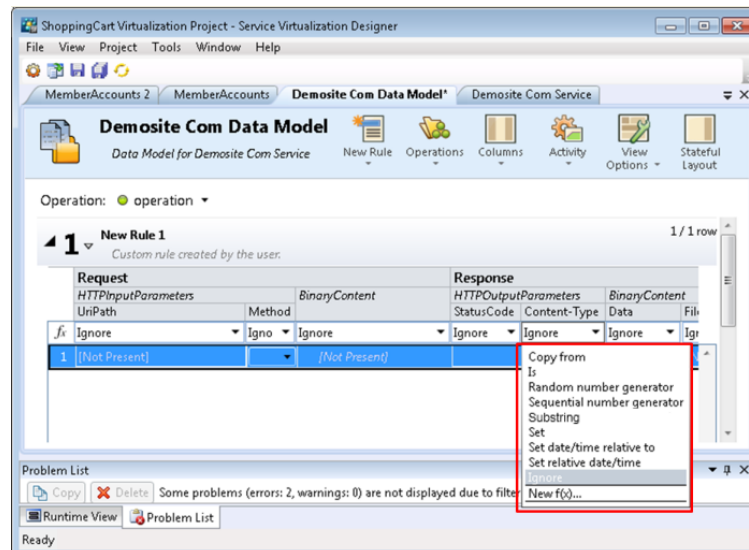 ShoppingCart Virtualization Project - Service Virtualization Designer
File View Project Tools Window Help
MemberAccounts 2 MemberAccounts Demosite Com Data Model* Demosite Com Service
Demosite Com Data Model
Data Model for Demosite Com Service
New Rule Operations Columns Activity View Options Stateful Layout
Operation: operation
1 New Rule 1 1 / 1 row
Custom rule created by the user.
Request Response
HTTPInputParameters BinaryContent HTTPOutputParameters BinaryContent
UriPath Method StatusCode Content-Type Data File
fx Ignore Igno Ignore Ignore Ignore Ignore Igr
1 [Not Present] [Not Present]
Copy from
Is
Random number generator
Sequential number generator
Substring
Set
Set date/time relative to
Set relative date/time
Ignore
New f(x)...
Problem List
Copy Delete Some problems (errors: 2, warnings: 0) are not displayed due to filter
Runtime View Problem List
Ready